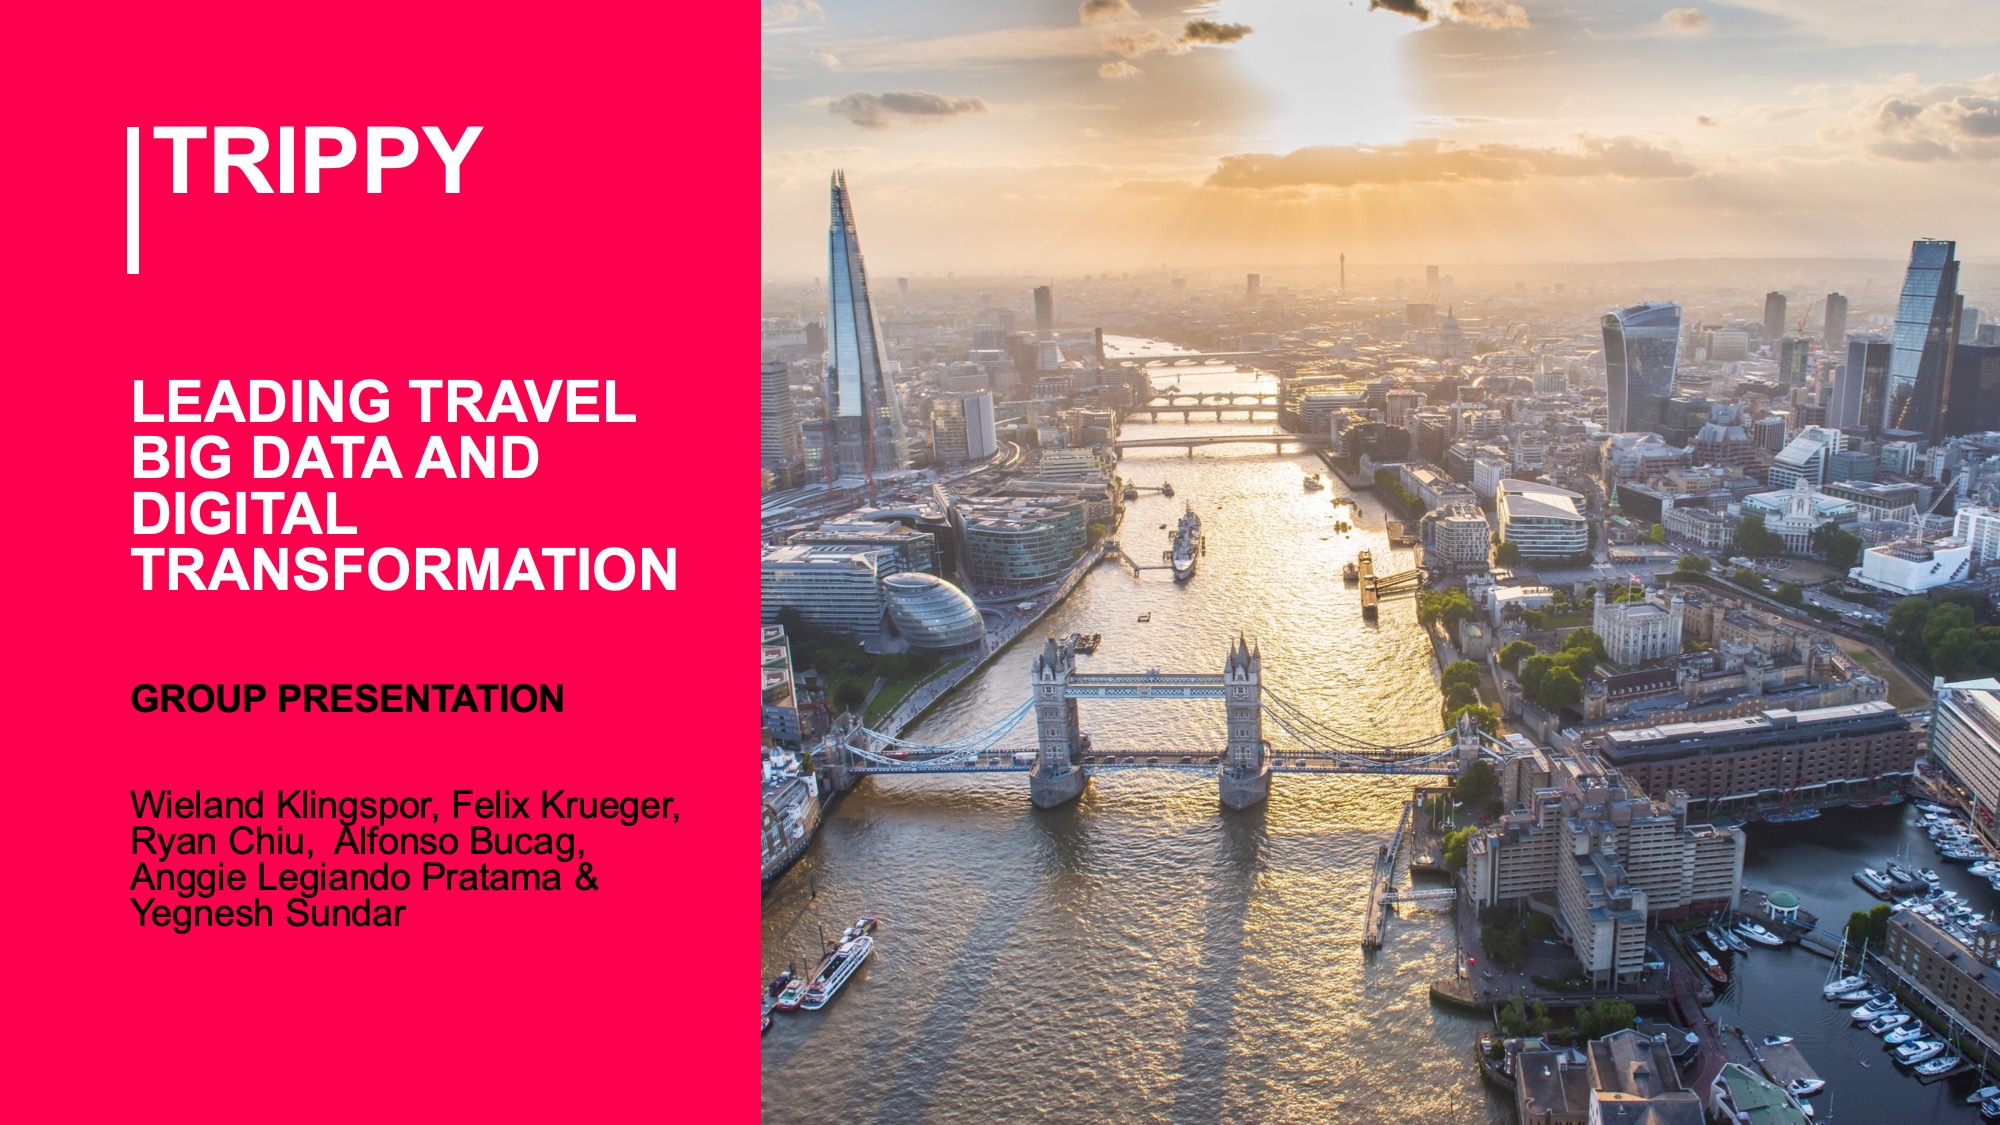 TRIPPY
LEADING TRAVEL
BIG DATA AND
DIGITAL
TRANSFORMATION
GROUP PRESENTATION
Wieland Klingspor, Felix Krueger,
Ryan Chiu,  Alfonso Bucag,
Anggie Legiando Pratama &
Yegnesh Sundar